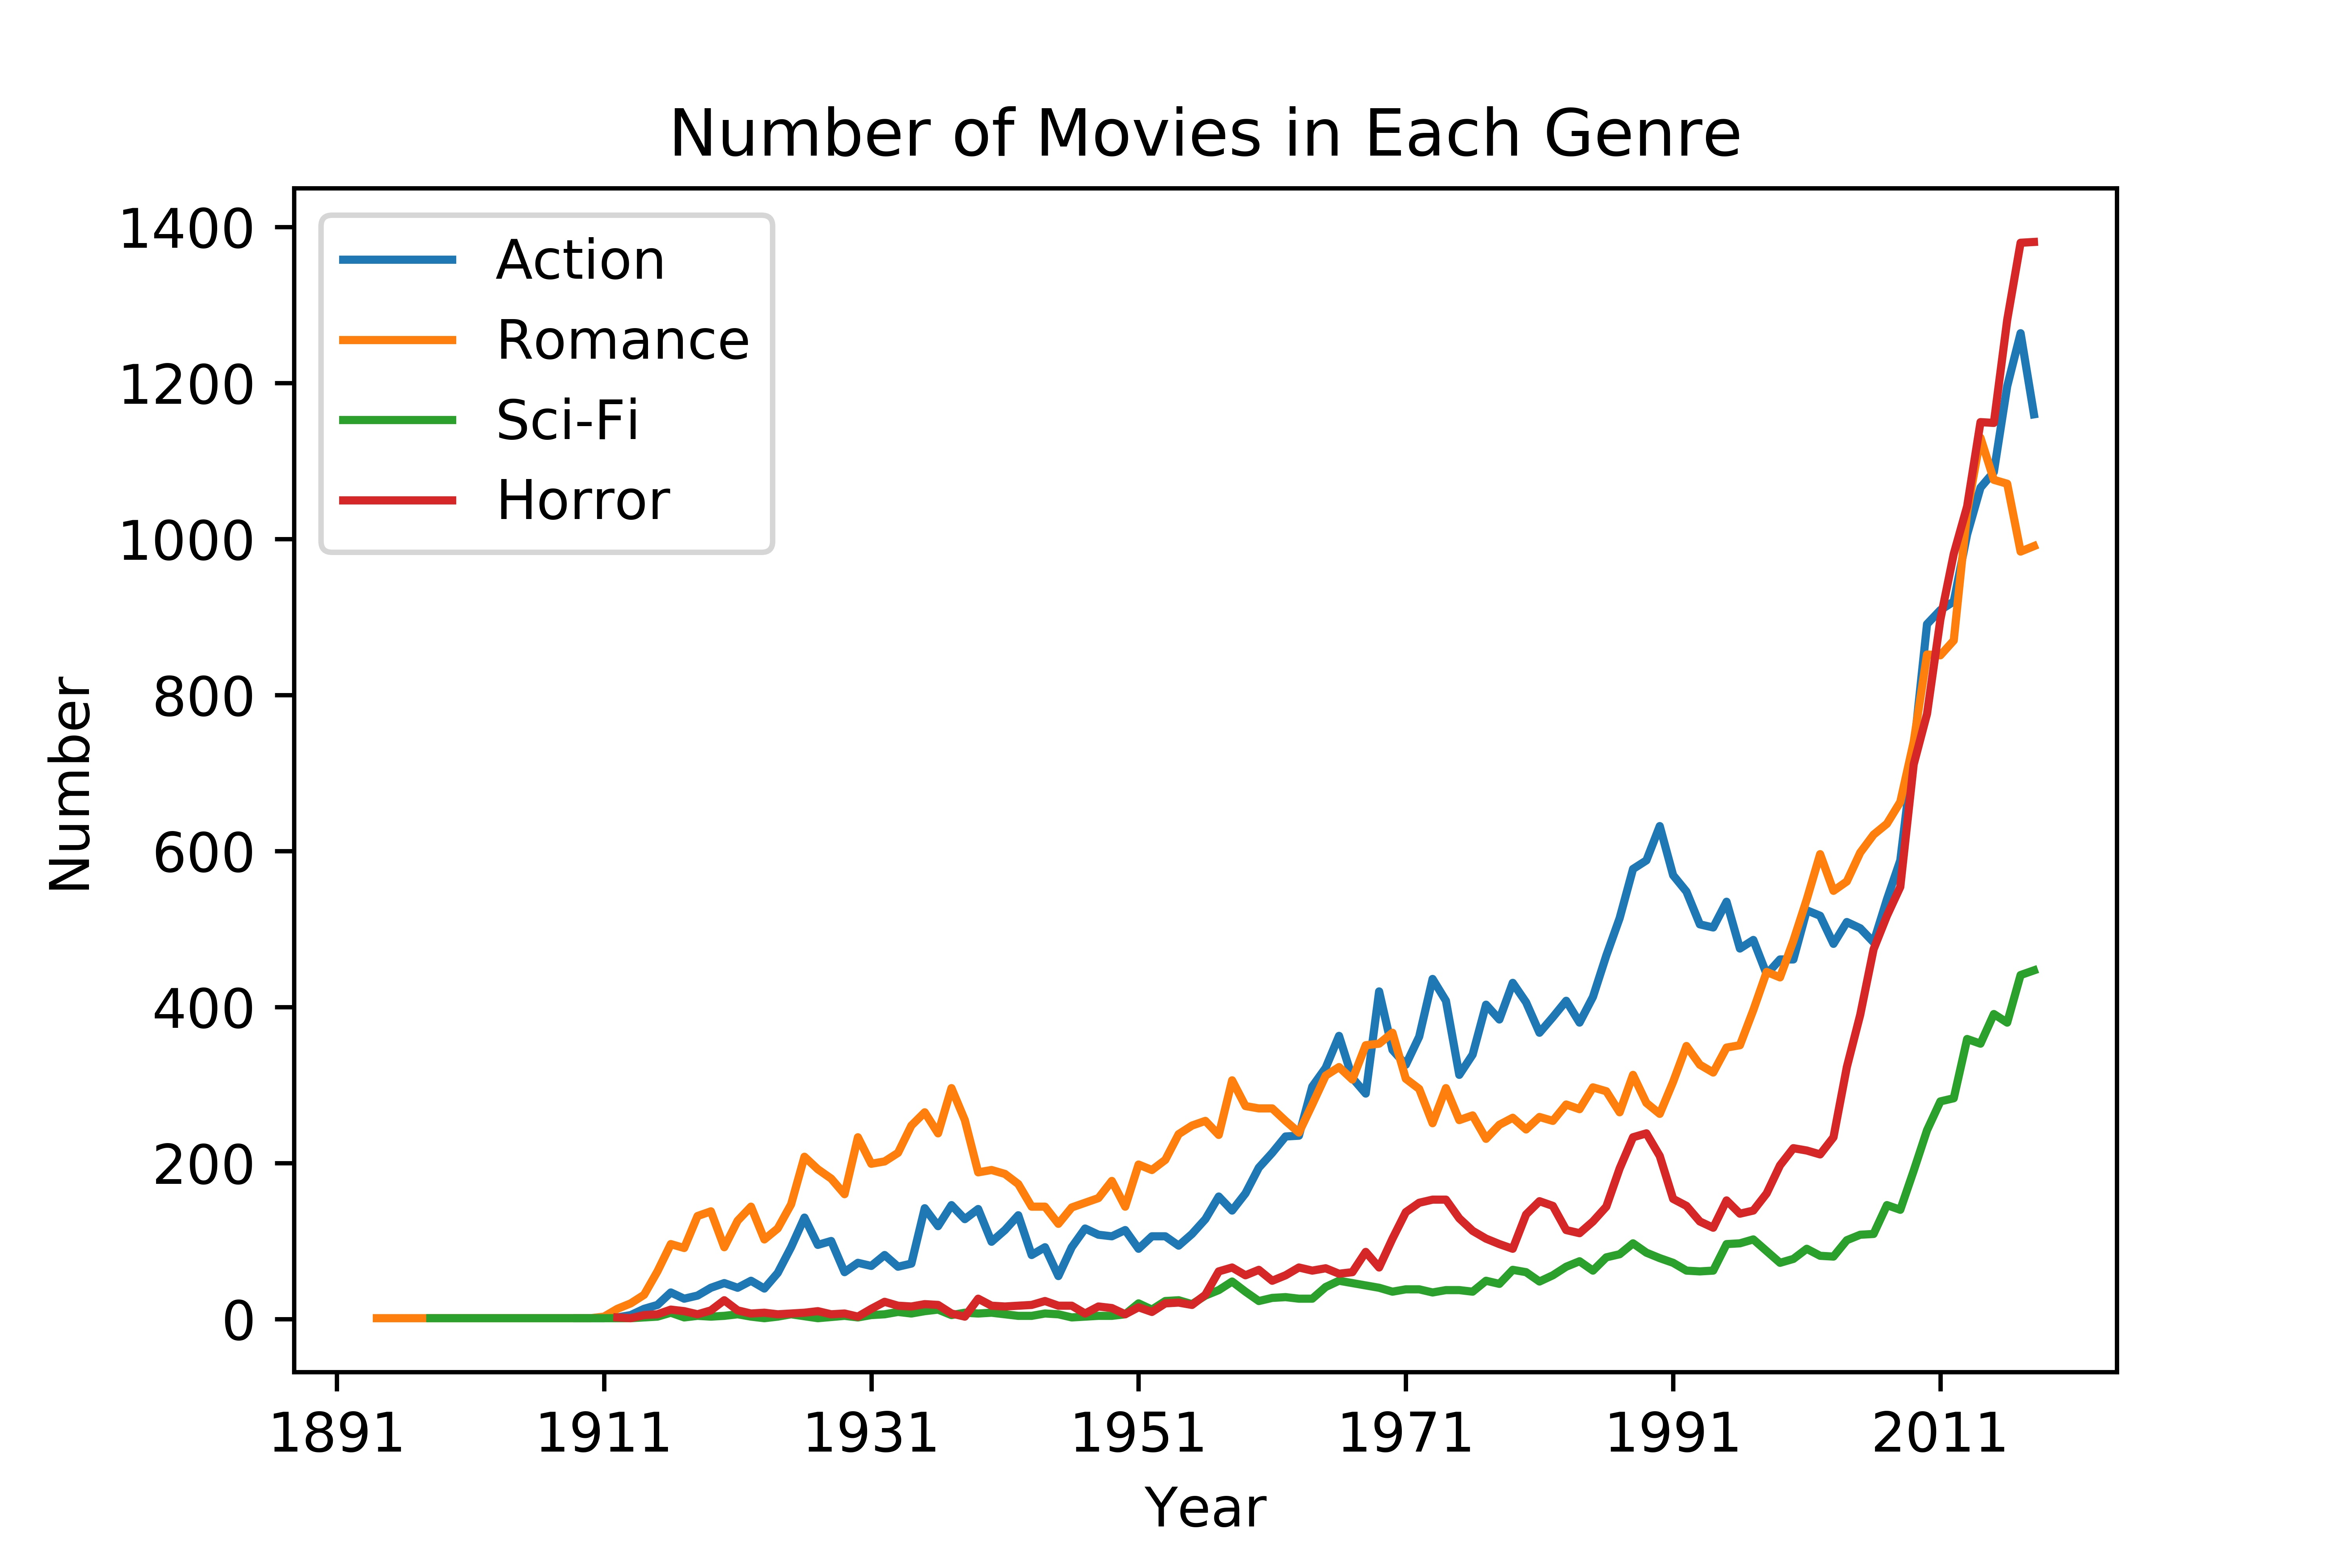 Number of Movies in Each Genre
1400
1200
1000
800
600
400
200
0
Number
Action
Romance
Sci-Fi
Horror
1891 1911 1931 1951 1971 1991 2011
Year